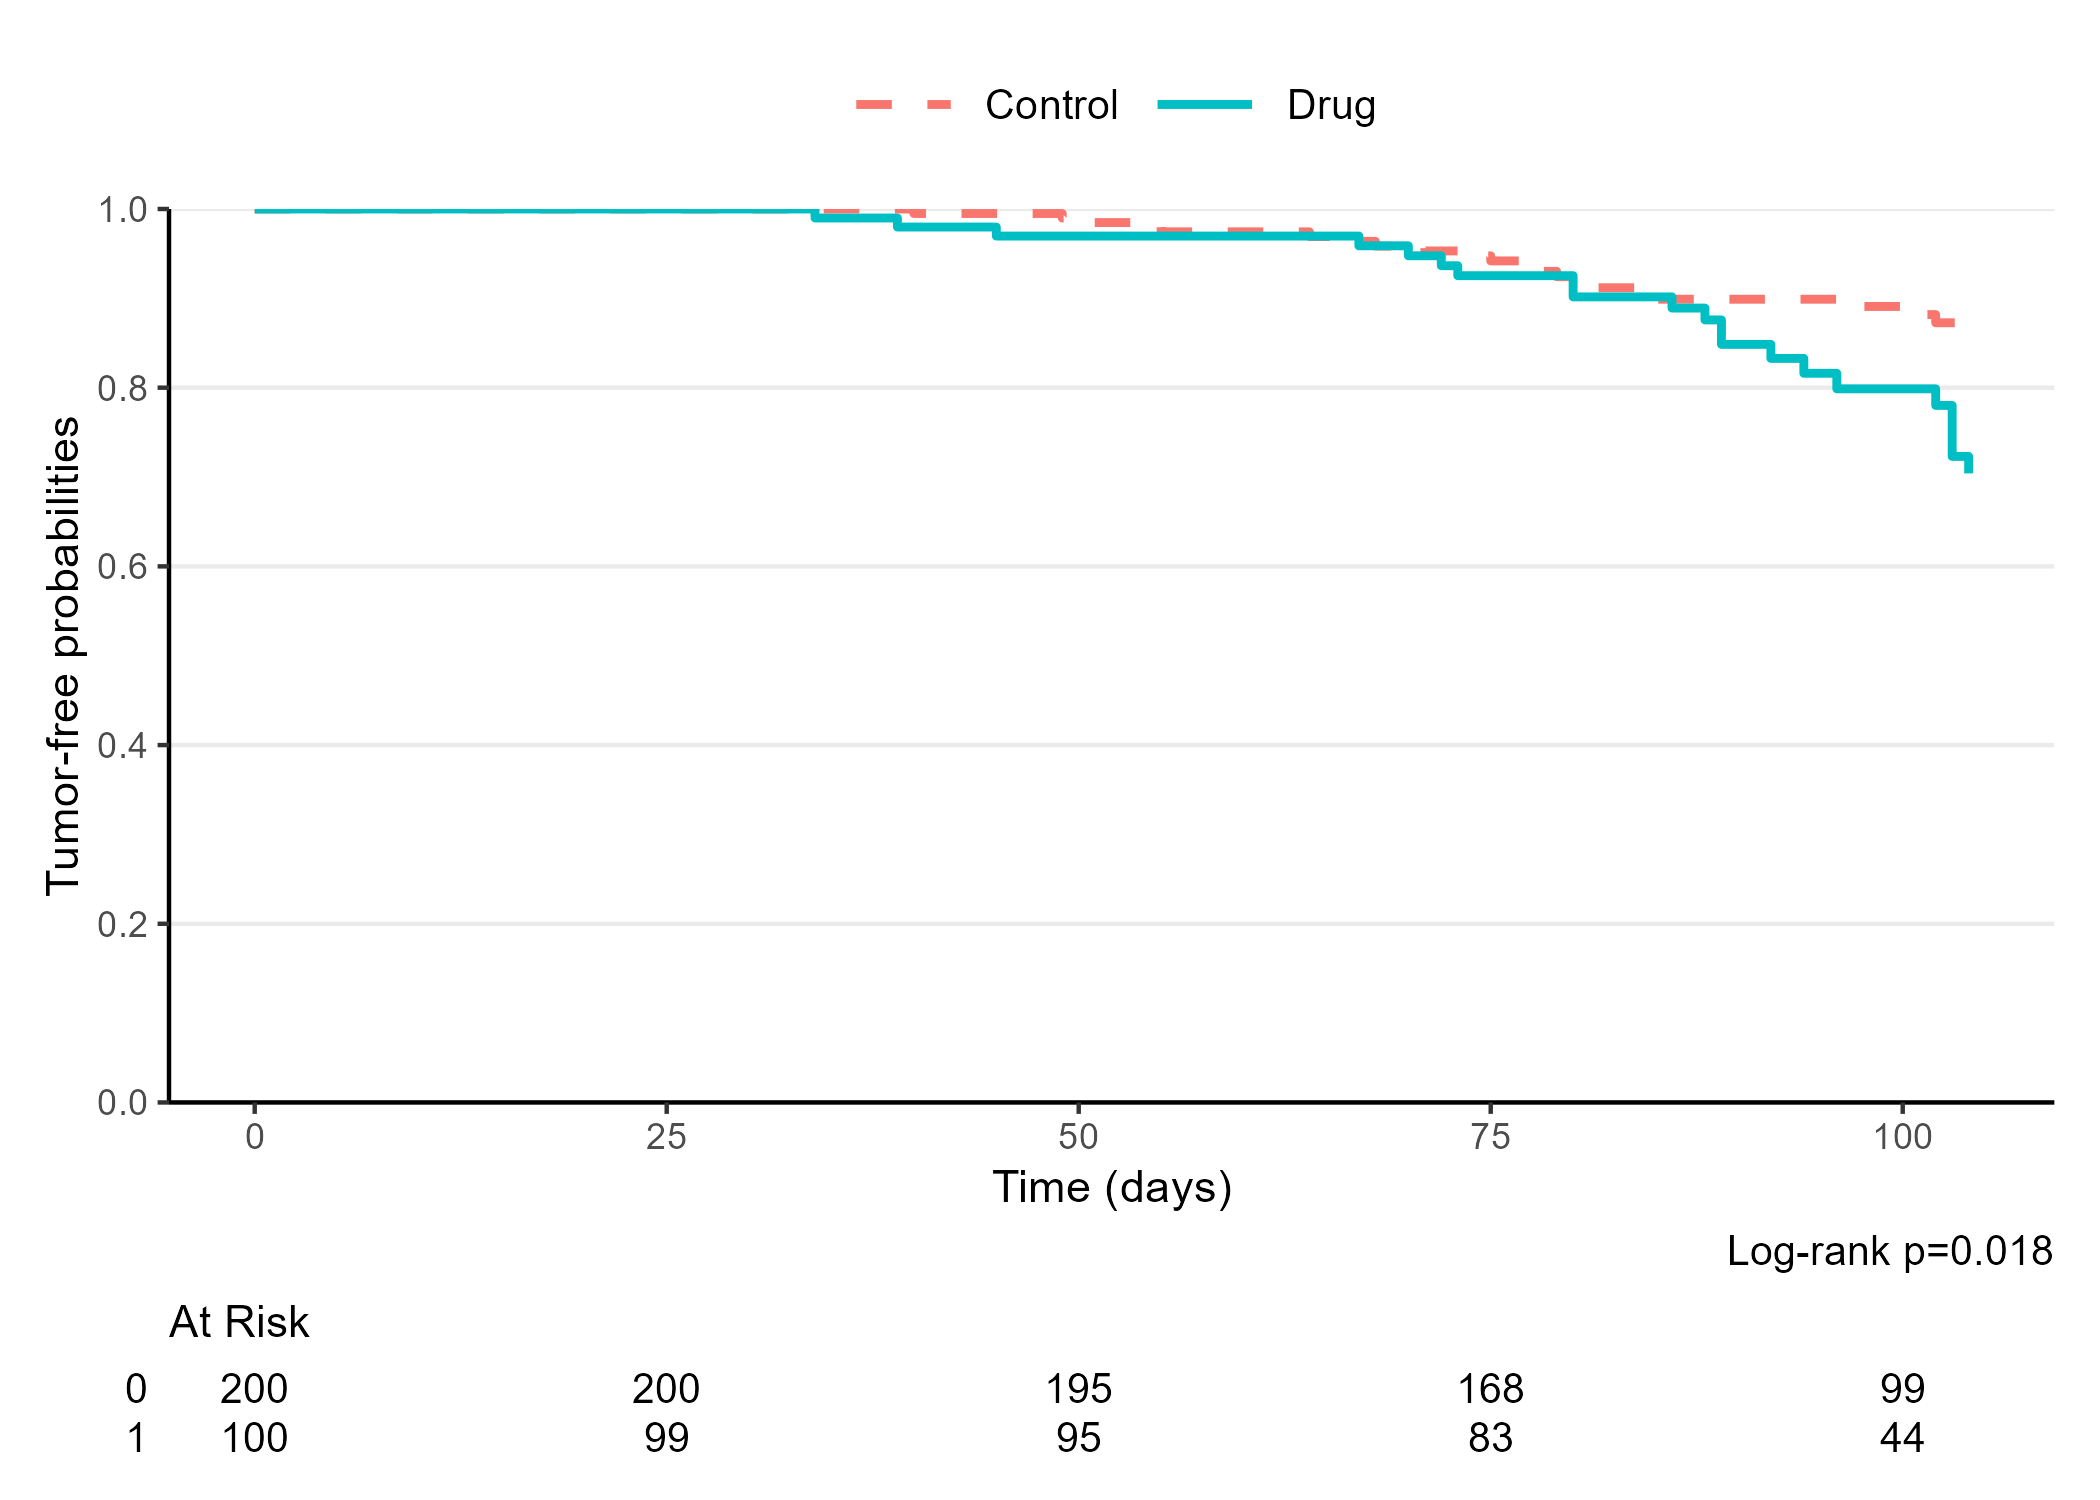 Control Drug
Tumor-free probabilities
1.0
0.8
0.6
0.4
0.2
0.0
0 25 50 75 100
Time (days)
Log-rank p=0.018
At Risk
0 200 200 195 168 99
1 100 99 95 83 44